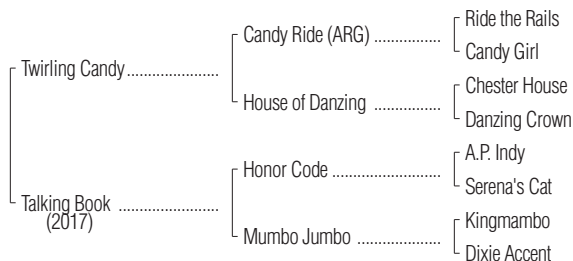 Ride the Rails
Candy Ride (ARG) ................
Candy Girl
Twirling Candy ......................
Chester House
House of Danzing ................
Danzing Crown
A.P. Indy
Honor Code ..........................
Serena's Cat
Talking Book ........................
(2017)
Kingmambo
Mumbo Jumbo ....................
Dixie Accent